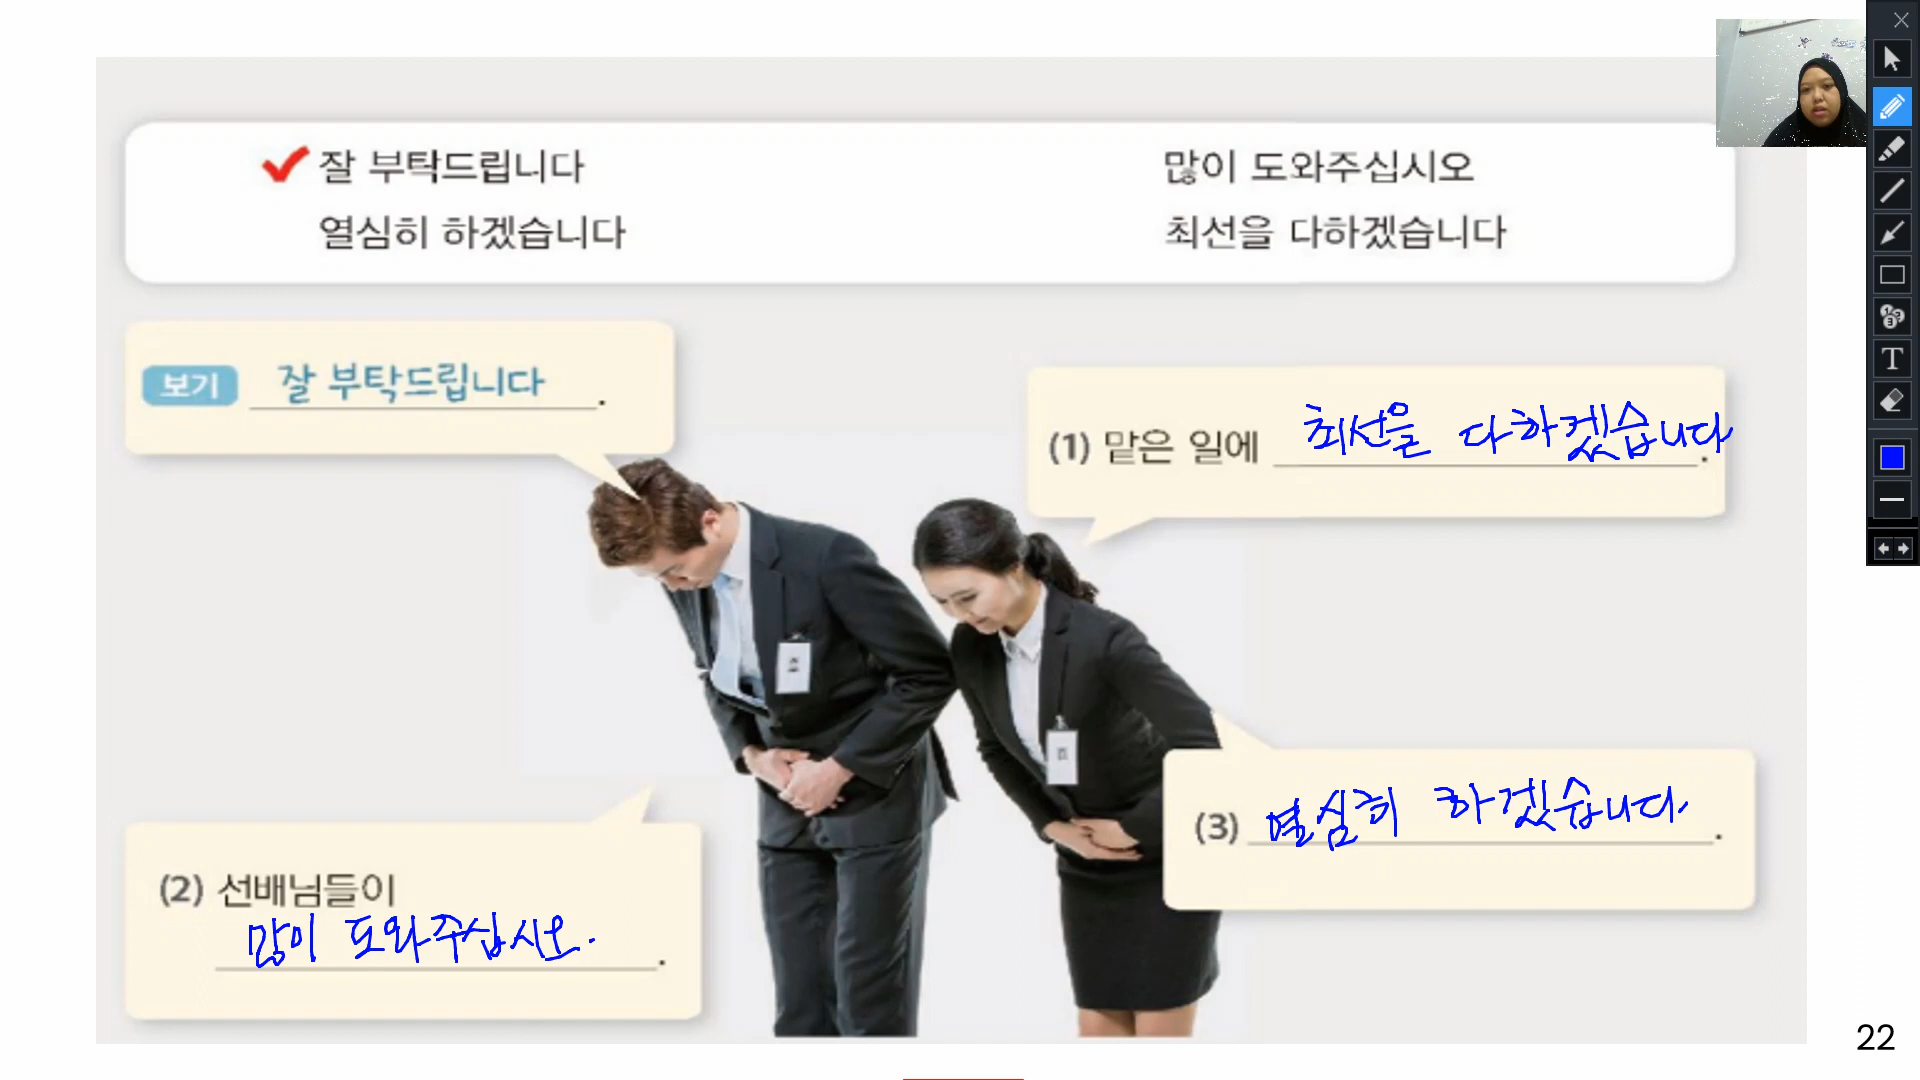 잘 부탁드립니다
많이 도와주십시오
열심히 하겠습니다
최선을 다하겠습니다
보기 잘 부탁드립니다.
(1) 맡은 일에 최선을 다하겠습니다.
(2) 선배님들이
많이 도와주십시오.
(3) 열심히 하겠습니다.
T
22